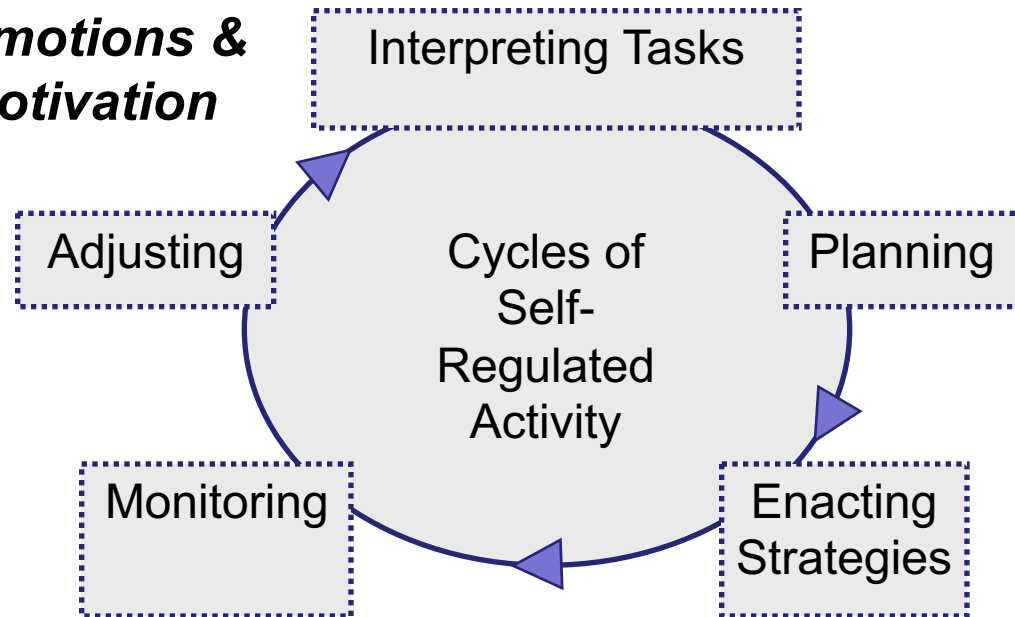 motions &
otivation
Interpreting Tasks
Adjusting
Cycles of
Self-
Regulated
Activity
Planning
Monitoring
Enacting
Strategies